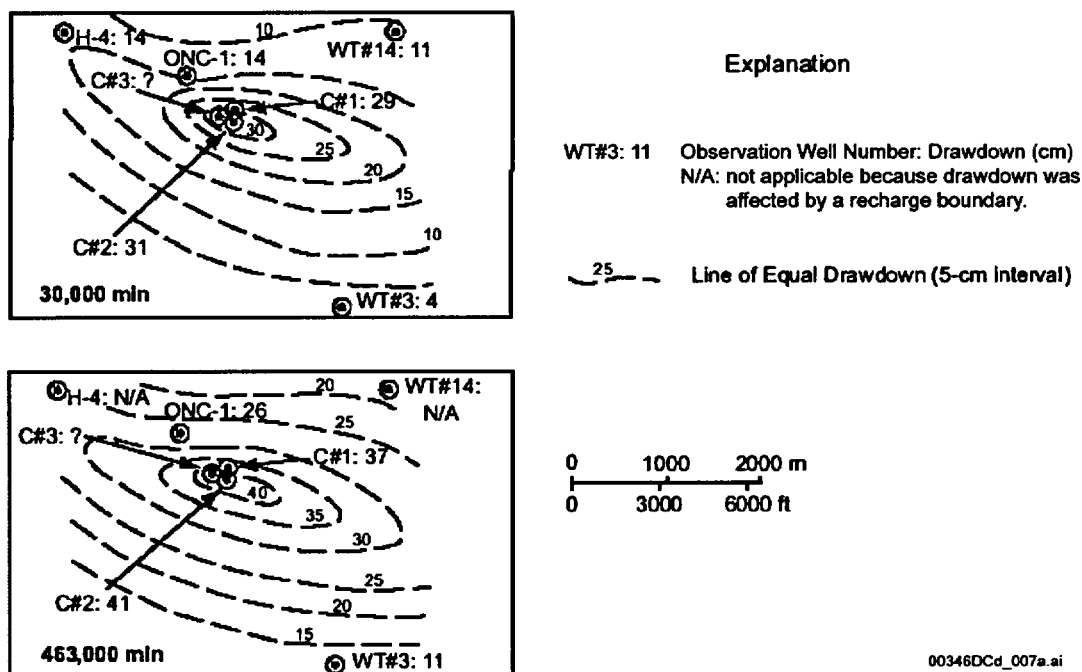 10
H-4: 14
WT#14: 11
ONC-1: 14
C#3: ?
C#1: 29
30
25
20
15
10
C#2: 31
30,000 min
WT#3: 4
Explanation
WT#3: 11 Observation Well Number: Drawdown (cm)
N/A: not applicable because drawdown was
affected by a recharge boundary.
25 Line of Equal Drawdown (5-cm interval)
20
H-4: N/A
WT#14:
N/A
ONC-1: 26
25
C#3: ?
C#1: 37
40
35
30
25
20
15
C#2: 41
463,000 min
WT#3: 11
0 1000 2000 m
0 3000 6000 ft
00346DCd_007a.ai